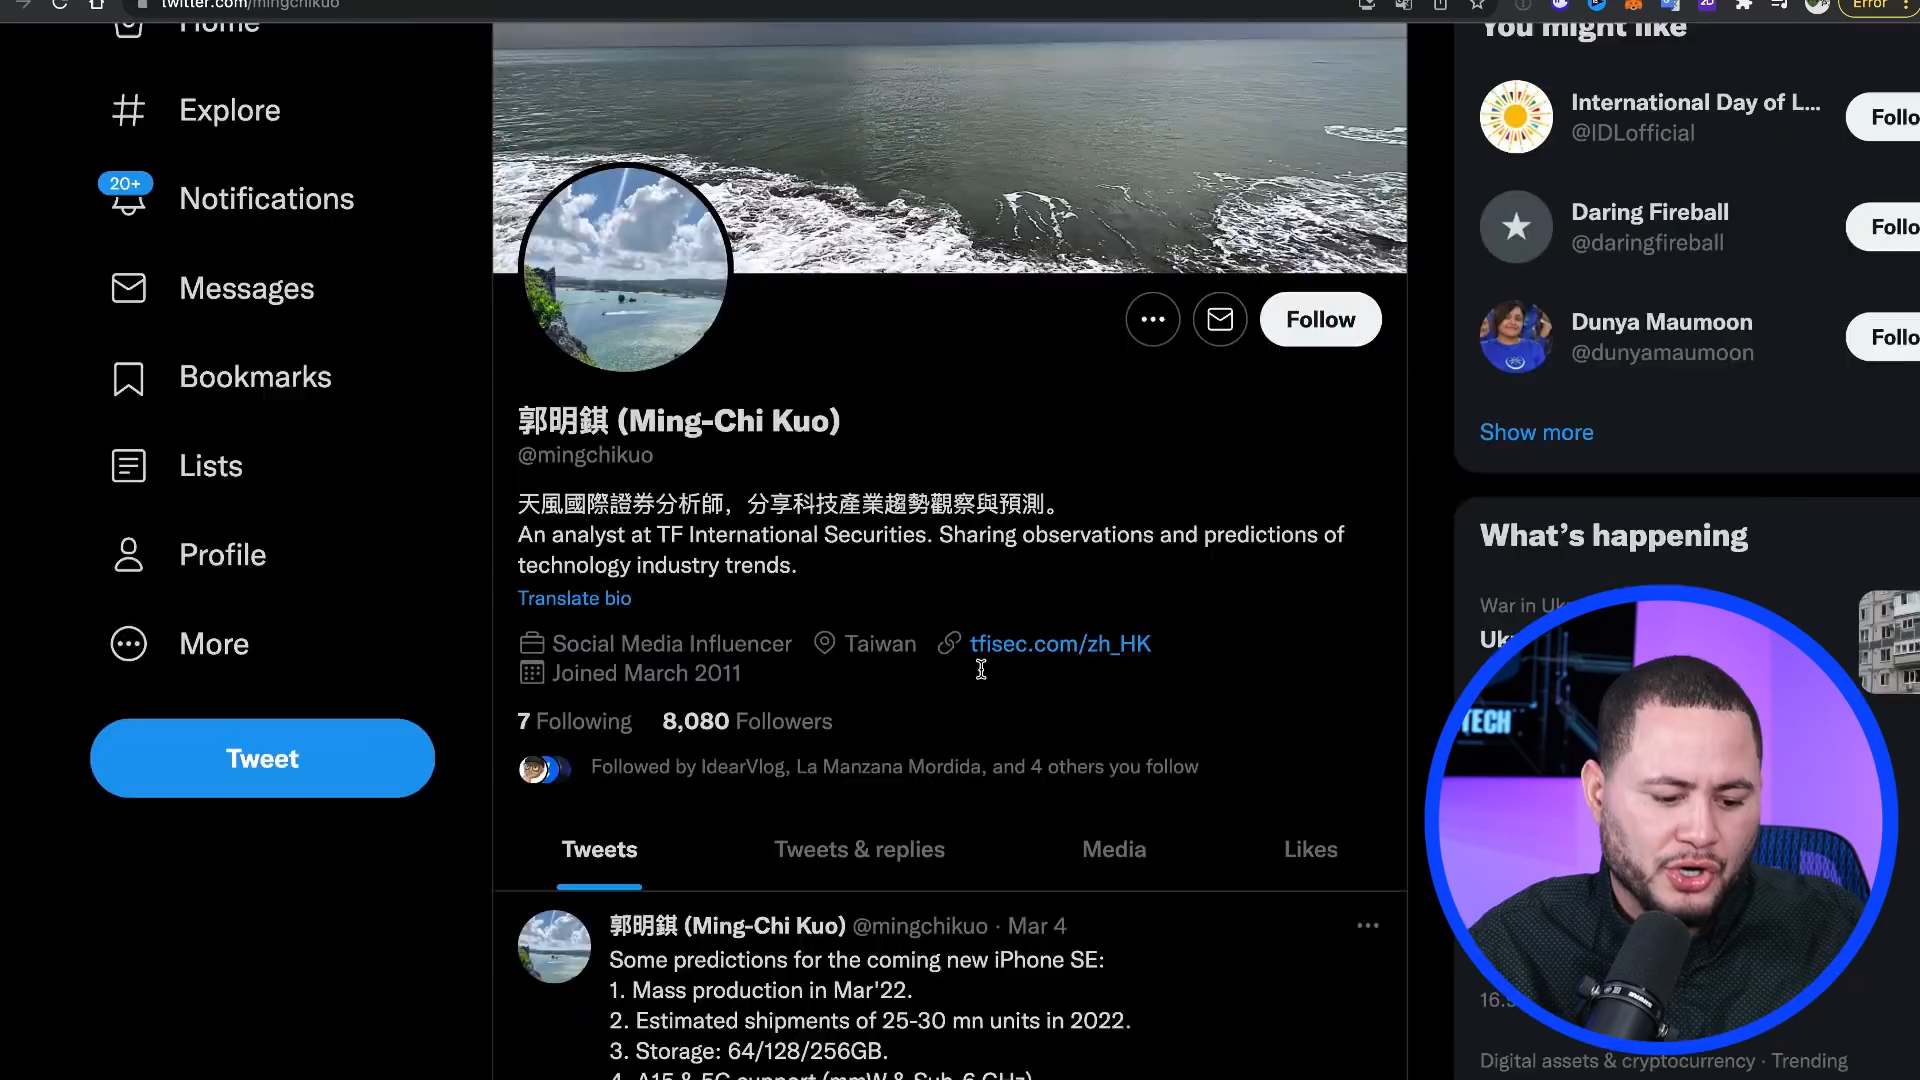 twitter.com/mingchikuo
Error
Home
Explore
20+
Notifications
Messages
Bookmarks
Lists
Profile
More
Tweet
Follow
郭明錤 (Ming-Chi Kuo)
@mingchikuo
天風國際證券分析師，分享科技產業趨勢觀察與預測。
An analyst at TF International Securities. Sharing observations and predictions of
technology industry trends.
Translate bio
Social Media Influencer Taiwan tfisec.com/zh_HK
Joined March 2011
7 Following 8,080 Followers
Followed by IdearVlog, La Manzana Mordida, and 4 others you follow
Tweets Tweets & replies Media Likes
郭明錤 (Ming-Chi Kuo) @mingchikuo · Mar 4
Some predictions for the coming new iPhone SE:
1. Mass production in Mar'22.
2. Estimated shipments of 25-30 mn units in 2022.
3. Storage: 64/128/256GB.
4. A15 & 5G support (mmW & Sub-6 GHz)
You might like
International Day of L...
@IDLofficial
Follo
Daring Fireball
@daringfireball
Follo
Dunya Maumoon
@dunyamaumoon
Follo
Show more
What's happening
War in Uk
Uk
TECH
16.
Digital assets & cryptocurrency · Trending